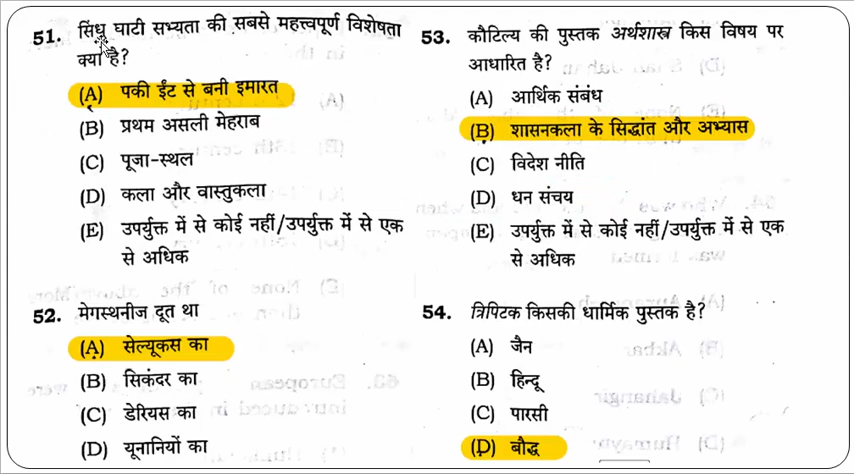 51. सिंधु घाटी सभ्यता की सबसे महत्त्वपूर्ण विशेषता
क्या है?
(A) पकी ईंट से बनी इमारत
(B) प्रथम असली मेहराब
(C) पूजा-स्थल
(D) कला और वास्तुकला
(E) उपर्युक्त में से कोई नहीं/उपर्युक्त में से एक
से अधिक
52. मेगस्थनीज दूत था
(A) सेल्यूकस का
(B) सिकंदर का
(C) डेरियस का
(D) यूनानियों का
53. कौटिल्य की पुस्तक अर्थशास्त्र किस विषय पर
आधारित है?
(A) आर्थिक संबंध
(B) शासनकला के सिद्धांत और अभ्यास
(C) विदेश नीति
(D) धन संचय
(E) उपर्युक्त में से कोई नहीं/उपर्युक्त में से एक
से अधिक
54. त्रिपिटक किसकी धार्मिक पुस्तक है?
(A) जैन
(B) हिन्दू
(C) पारसी
(D) बौद्ध